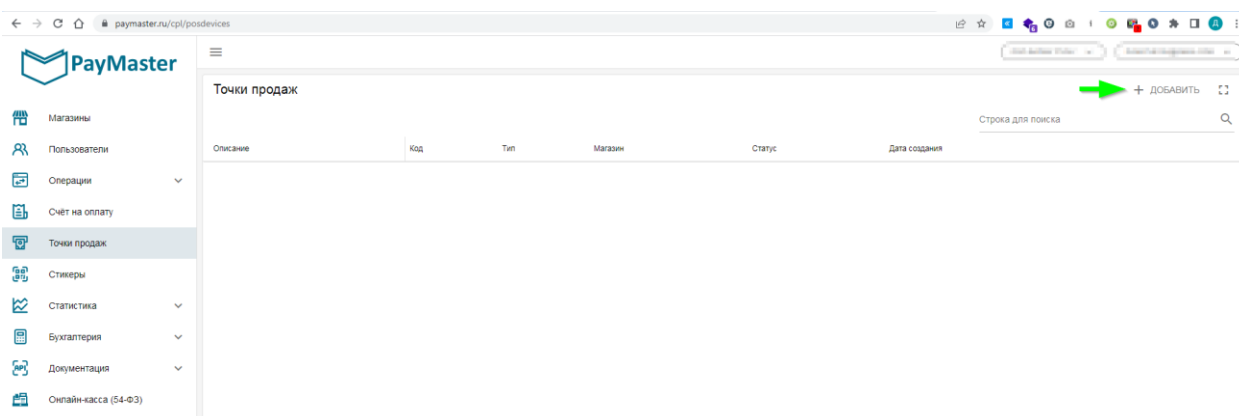 paymaster.ru/cpl/posdevices
PayMaster
Точки продаж
ДОБАВИТЬ
Строка для поиска
Описание Код Тип Магазин Статус Дата создания
Магазины
Пользователи
Операции
Счёт на оплату
Точки продаж
Стикеры
Статистика
Бухгалтерия
API Документация
Онлайн-касса (54-ФЗ)